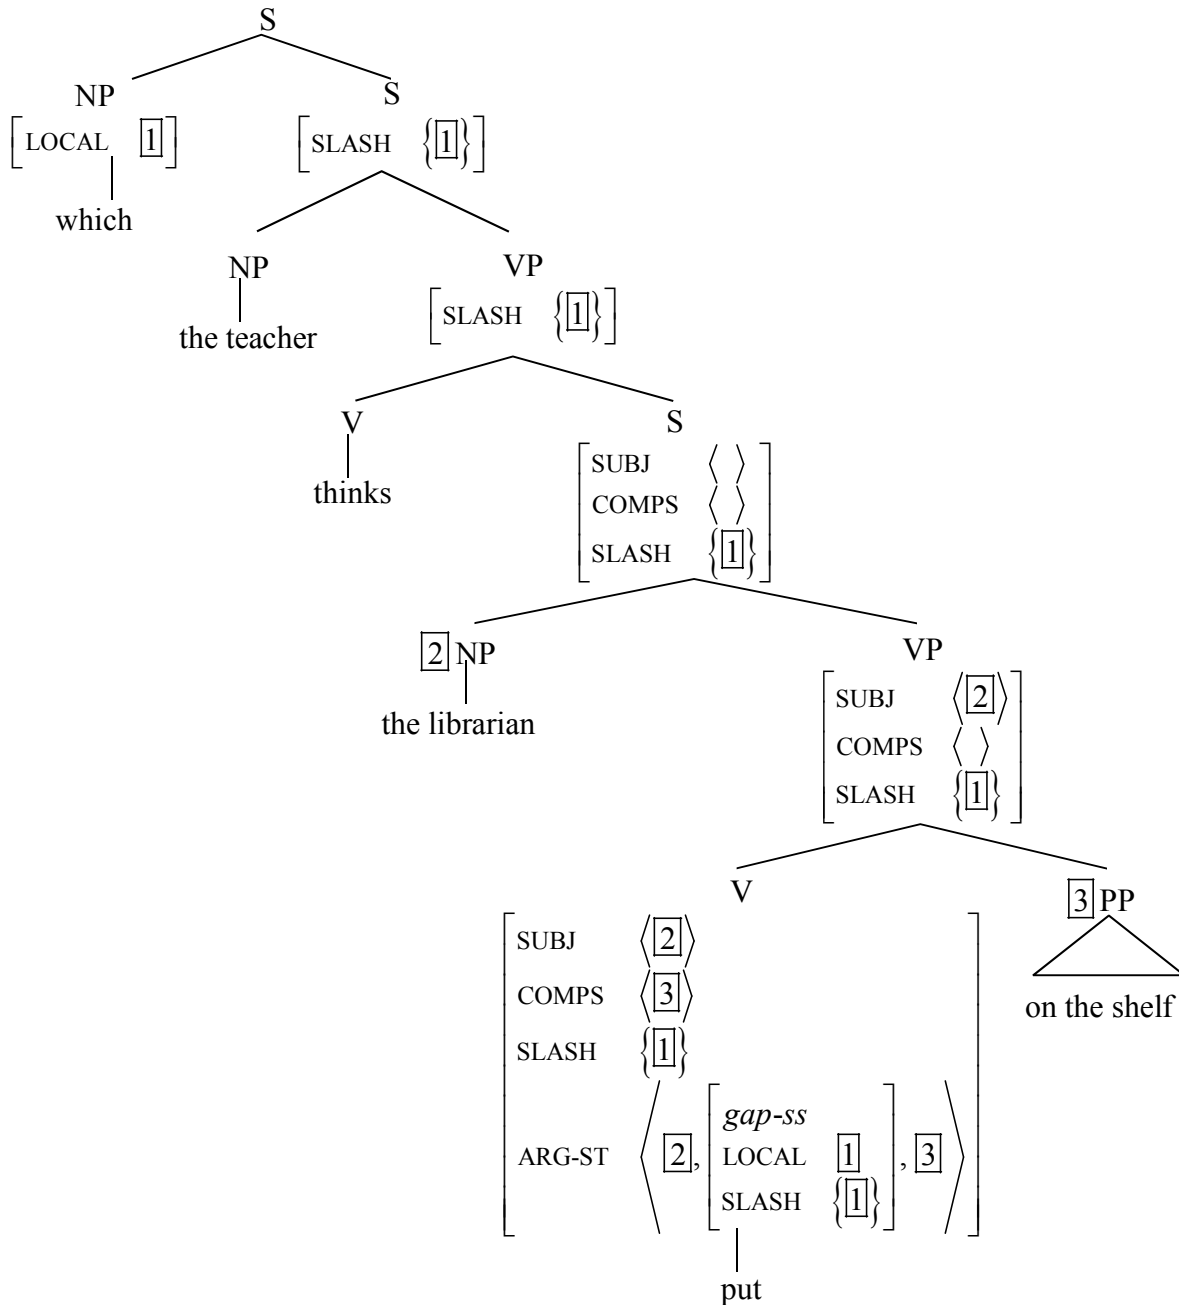 S
NP S
[LOCAL 1] [SLASH {1}]
which
NP VP
the teacher [SLASH {1}]
V S
thinks
[SUBJ ⟨ ⟩
COMPS ⟨ ⟩
SLASH {1}]
2 NP VP
the librarian
[SUBJ ⟨2⟩
COMPS ⟨ ⟩
SLASH {1}]
V 3 PP
on the shelf
[SUBJ ⟨2⟩
COMPS ⟨3⟩
SLASH {1}
ARG-ST ⟨2, [gap-ss
LOCAL 1
SLASH {1}], 3⟩]
put